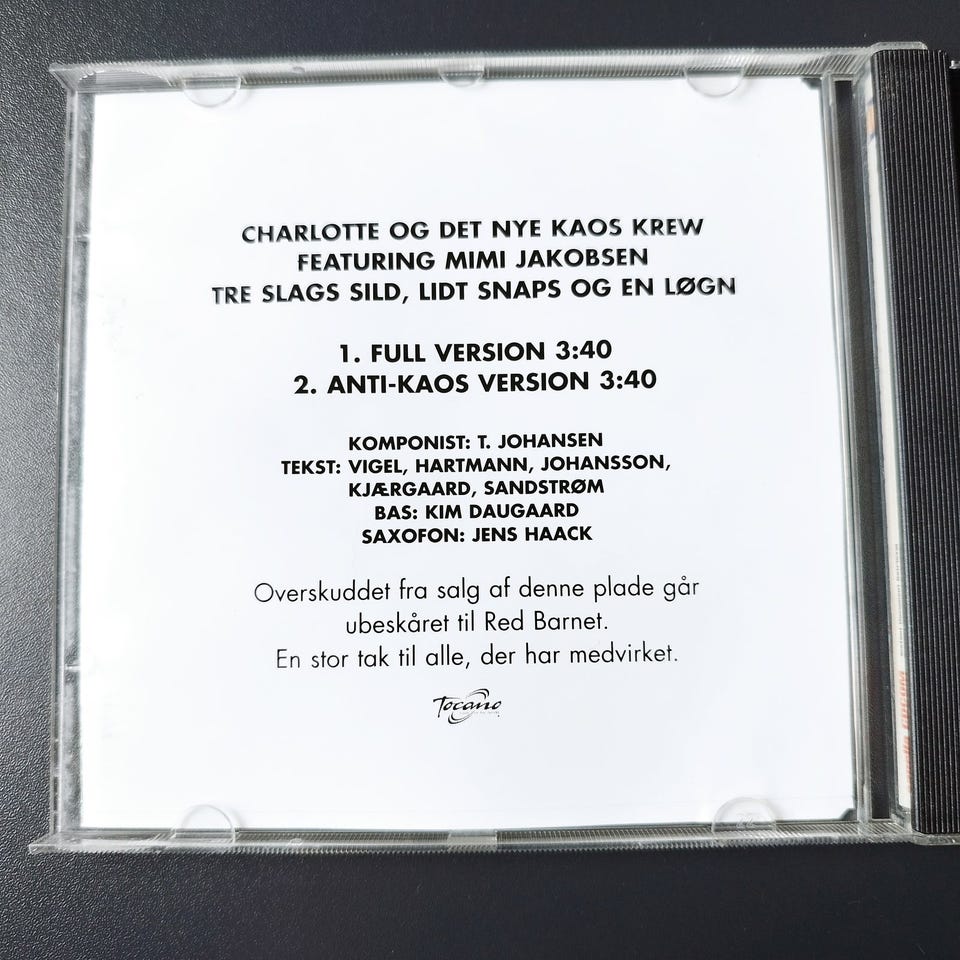 CHARLOTTE OG DET NYE KAOS KREW
FEATURING MIMI JAKOBSEN
TRE SLAGS SILD, LIDT SNAPS OG EN LØGN
1. FULL VERSION 3:40
2. ANTI-KAOS VERSION 3:40
KOMPONIST: T. JOHANSEN
TEKST: VIGEL, HARTMANN, JOHANSSON,
KJÆRGAARD, SANDSTRØM
BAS: KIM DAUGAARD
SAXOFON: JENS HAACK
Overskuddet fra salg af denne plade går
ubeskåret til Red Barnet.
En stor tak til alle, der har medvirket.
Tocano